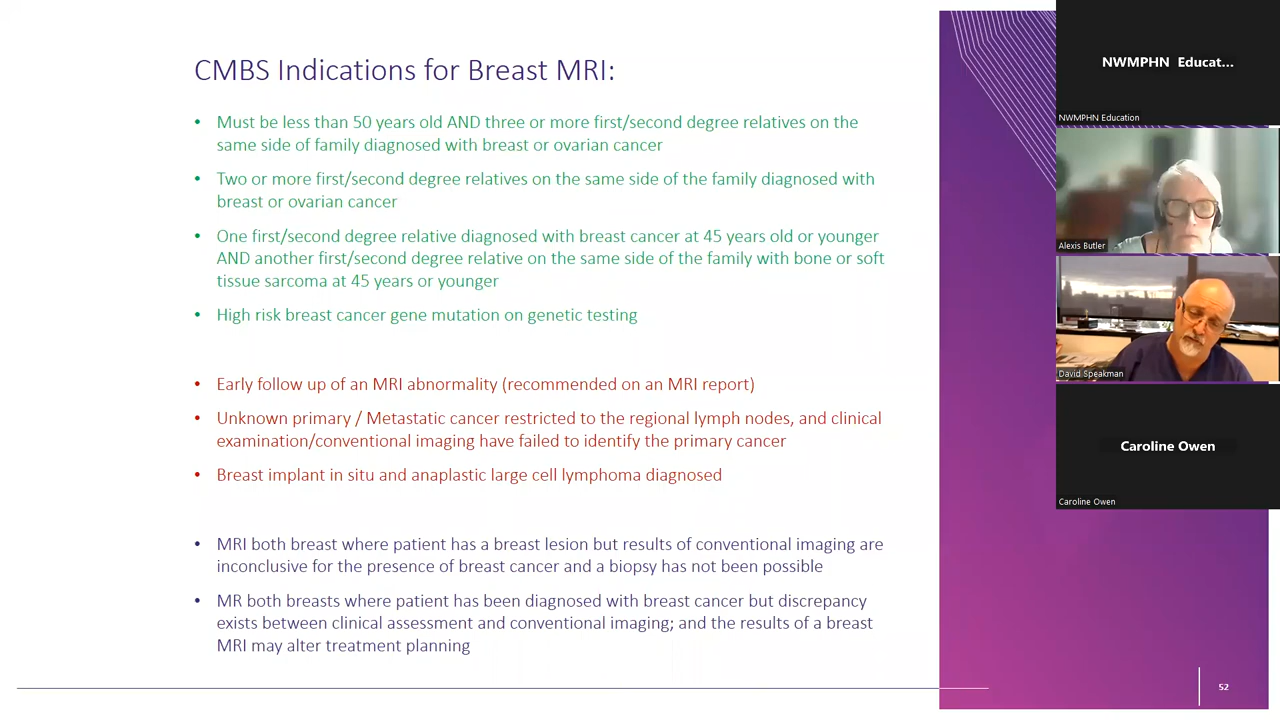 CMBS Indications for Breast MRI:
• Must be less than 50 years old AND three or more first/second degree relatives on the
same side of family diagnosed with breast or ovarian cancer
• Two or more first/second degree relatives on the same side of the family diagnosed with
breast or ovarian cancer
• One first/second degree relative diagnosed with breast cancer at 45 years old or younger
AND another first/second degree relative on the same side of the family with bone or soft
tissue sarcoma at 45 years or younger
• High risk breast cancer gene mutation on genetic testing
• Early follow up of an MRI abnormality (recommended on an MRI report)
• Unknown primary / Metastatic cancer restricted to the regional lymph nodes, and clinical
examination/conventional imaging have failed to identify the primary cancer
• Breast implant in situ and anaplastic large cell lymphoma diagnosed
• MRI both breast where patient has a breast lesion but results of conventional imaging are
inconclusive for the presence of breast cancer and a biopsy has not been possible
• MR both breasts where patient has been diagnosed with breast cancer but discrepancy
exists between clinical assessment and conventional imaging; and the results of a breast
MRI may alter treatment planning
52
NWMPHN Educat...
NWMPHN Education
Alexis Butler
David Speakman
Caroline Owen
Caroline Owen